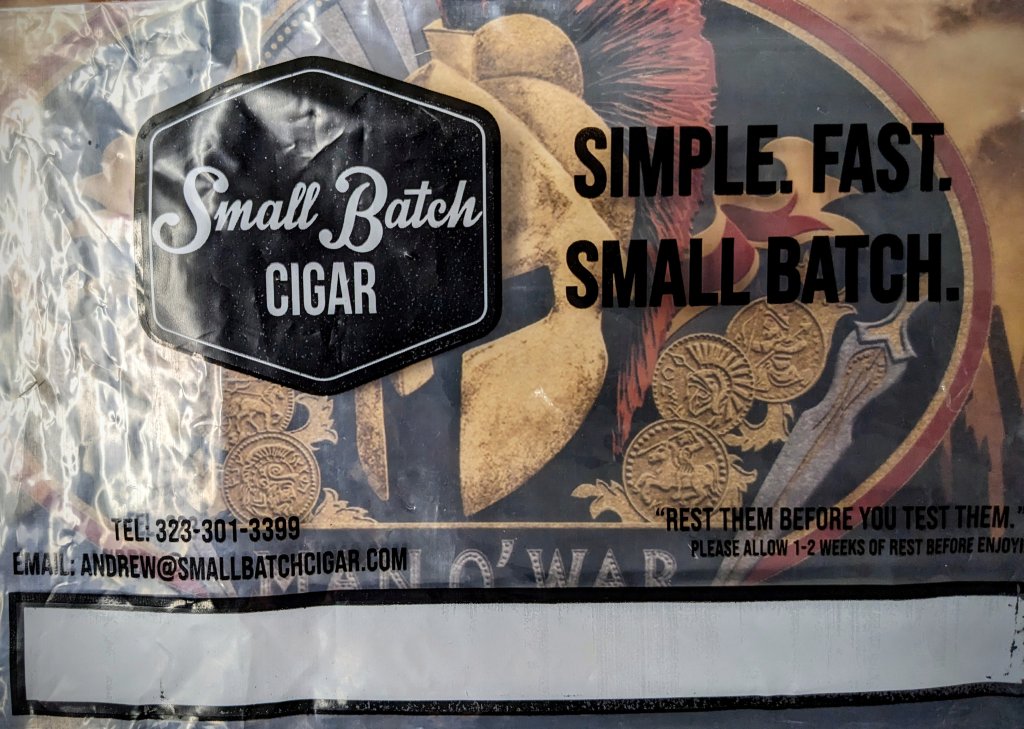 Small Batch
CIGAR
SIMPLE. FAST.
SMALL BATCH.
TEL: 323-301-3399
EMAIL: ANDREW@SMALLBATCHCIGAR.COM
"REST THEM BEFORE YOU TEST THEM."
PLEASE ALLOW 1-2 WEEKS OF REST BEFORE ENJOYI
MAN O'WAR